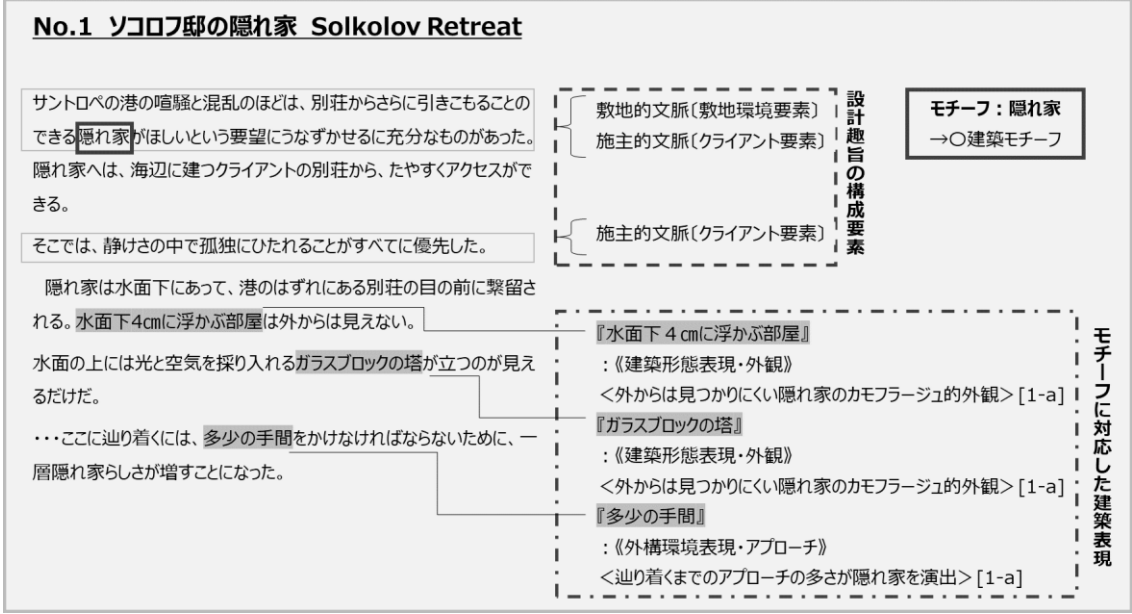 No.1 ソコロフ邸の隠れ家 Solkolov Retreat
サントロペの港の喧騒と混乱のほどは、別荘からさらに引きこもることの
できる隠れ家がほしいという要望にうなずかせるに充分なものがあった。
隠れ家へは、海辺に建つクライアントの別荘から、たやすくアクセスがで
きる。
そこでは、静けさの中で孤独にひたれることがすべてに優先した。
隠れ家は水面下にあって、港のはずれにある別荘の目の前に繋留さ
れる。水面下4㎝に浮かぶ部屋は外からは見えない。
水面の上には光と空気を採り入れるガラスブロックの塔が立つのが見え
るだけだ。
・・・ここに辿り着くには、多少の手間をかけなければならないために、一
層隠れ家らしさが増すことになった。
敷地的文脈〔敷地環境要素〕
施主的文脈〔クライアント要素〕
施主的文脈〔クライアント要素〕
設計趣旨の構成要素
モチーフ：隠れ家
→〇建築モチーフ
『水面下４㎝に浮かぶ部屋』
：《建築形態表現・外観》
＜外からは見つかりにくい隠れ家のカモフラージュ的外観＞[1-a]
『ガラスブロックの塔』
：《建築形態表現・外観》
＜外からは見つかりにくい隠れ家のカモフラージュ的外観＞[1-a]
『多少の手間』
：《外構環境表現・アプローチ》
＜辿り着くまでのアプローチの多さが隠れ家を演出＞[1-a]
モチーフに対応した建築表現